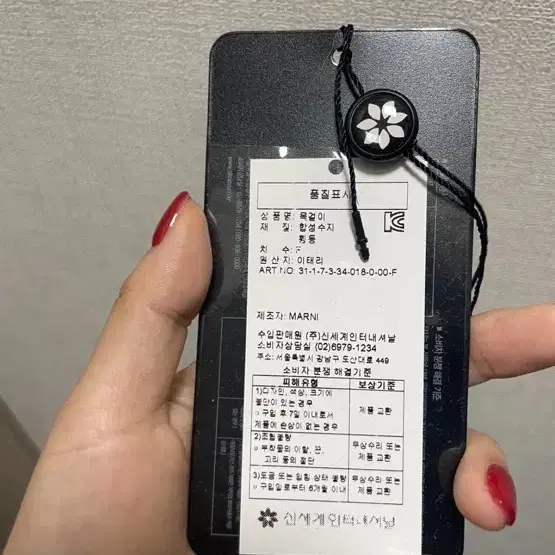 품질표시
상 품 명: 목걸이
재    질: 합성수지
황동
치    수: F
원 산 지: 이태리
ART.NO: 31-1-7-3-34-018-0-00-F
제조자: MARNI
수입판매원 (주)신세계인터내셔날
소비자상담실 (02)6979-1234
주소: 서울특별시 강남구 도산대로 449
소비자 분쟁 해결기준
피해유형 보상기준
1)디자인, 색상, 크기에
불만이 있는 경우
○ 구입 후 7일 이내로서
제품에 손상이 없는 경우
제품 교환
2)조립불량
○ 부착물의 이탈, 끈,
고리 등의 절단
무상수리 또는
제품 교환
3)도금 또는 입힘 상태 불량
○ 구입일로부터 6개월 이내
무상수리 또는
제품 교환
신세계인터내셔날